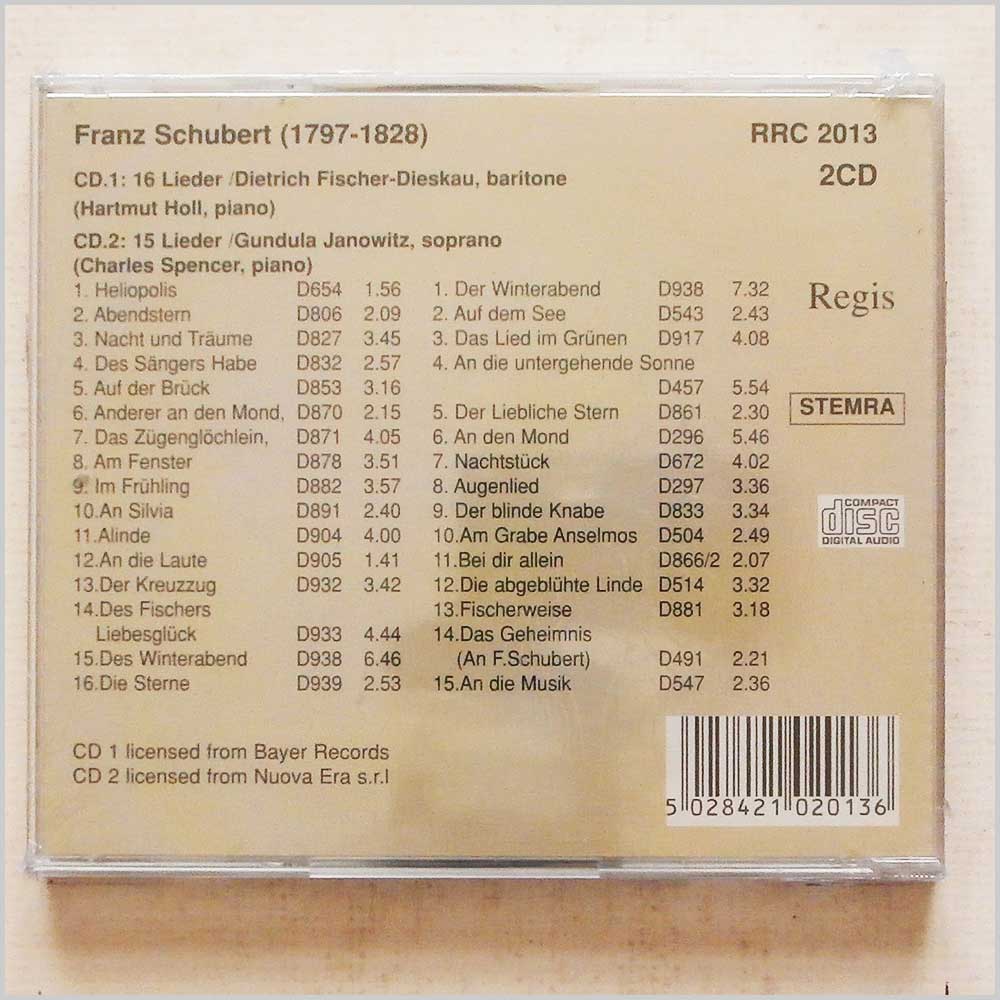 Franz Schubert (1797-1828)
RRC 2013
2CD
CD.1: 16 Lieder /Dietrich Fischer-Dieskau, baritone
(Hartmut Holl, piano)
CD.2: 15 Lieder /Gundula Janowitz, soprano
(Charles Spencer, piano)
1. Heliopolis D654 1.56
2. Abendstern D806 2.09
3. Nacht und Träume D827 3.45
4. Des Sängers Habe D832 2.57
5. Auf der Brück D853 3.16
6. Anderer an den Mond, D870 2.15
7. Das Zügenglöchlein, D871 4.05
8. Am Fenster D878 3.51
9. Im Frühling D882 3.57
10.An Silvia D891 2.40
11.Alinde D904 4.00
12.An die Laute D905 1.41
13.Der Kreuzzug D932 3.42
14.Des Fischers
Liebesglück D933 4.44
15.Des Winterabend D938 6.46
16.Die Sterne D939 2.53
1. Der Winterabend D938 7.32
2. Auf dem See D543 2.43
3. Das Lied im Grünen D917 4.08
4. An die untergehende Sonne
D457 5.54
5. Der Liebliche Stern D861 2.30
6. An den Mond D296 5.46
7. Nachtstück D672 4.02
8. Augenlied D297 3.36
9. Der blinde Knabe D833 3.34
10.Am Grabe Anselmos D504 2.49
11.Bei dir allein D866/2 2.07
12.Die abgeblühte Linde D514 3.32
13.Fischerweise D881 3.18
14.Das Geheimnis
(An F.Schubert) D491 2.21
15.An die Musik D547 2.36
Regis
STEMRA
COMPACT
disc
DIGITAL AUDIO
CD 1 licensed from Bayer Records
CD 2 licensed from Nuova Era s.r.l
5 028421 020136